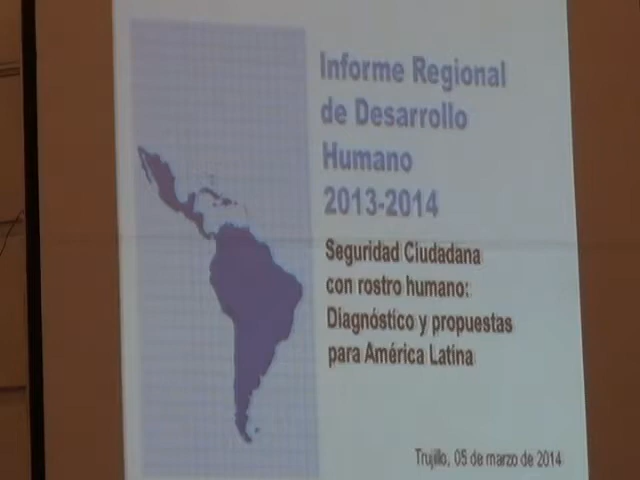 Informe Regional
de Desarrollo
Humano
2013-2014
Seguridad Ciudadana
con rostro humano:
Diagnóstico y propuestas
para América Latina
Trujillo, 05 de marzo de 2014